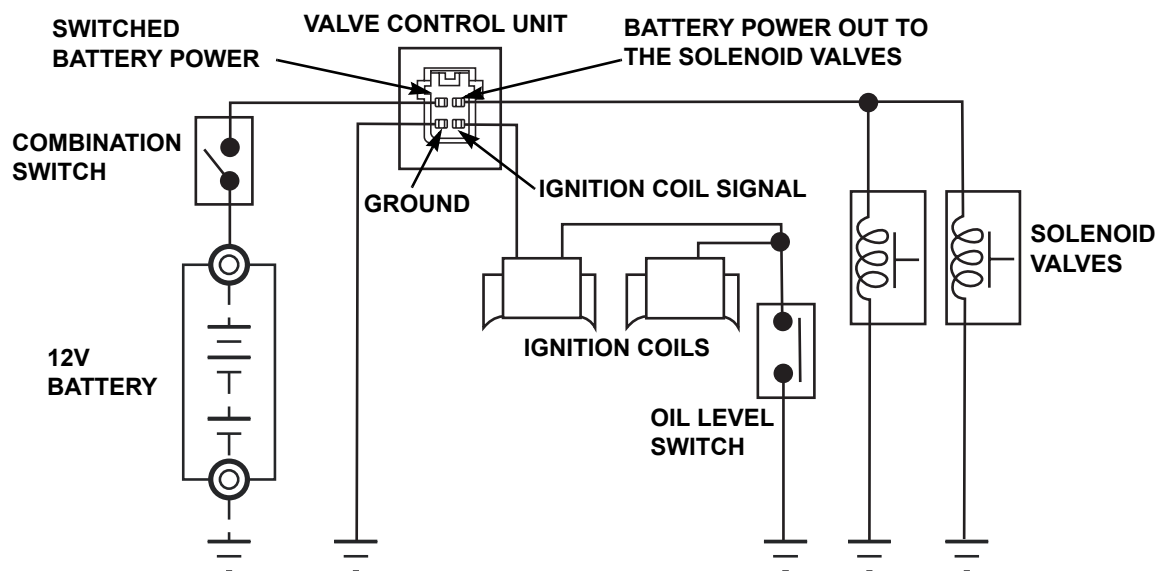 SWITCHED
BATTERY POWER
VALVE CONTROL UNIT
BATTERY POWER OUT TO
THE SOLENOID VALVES
COMBINATION
SWITCH
GROUND
IGNITION COIL SIGNAL
SOLENOID
VALVES
IGNITION COILS
12V
BATTERY
OIL LEVEL
SWITCH